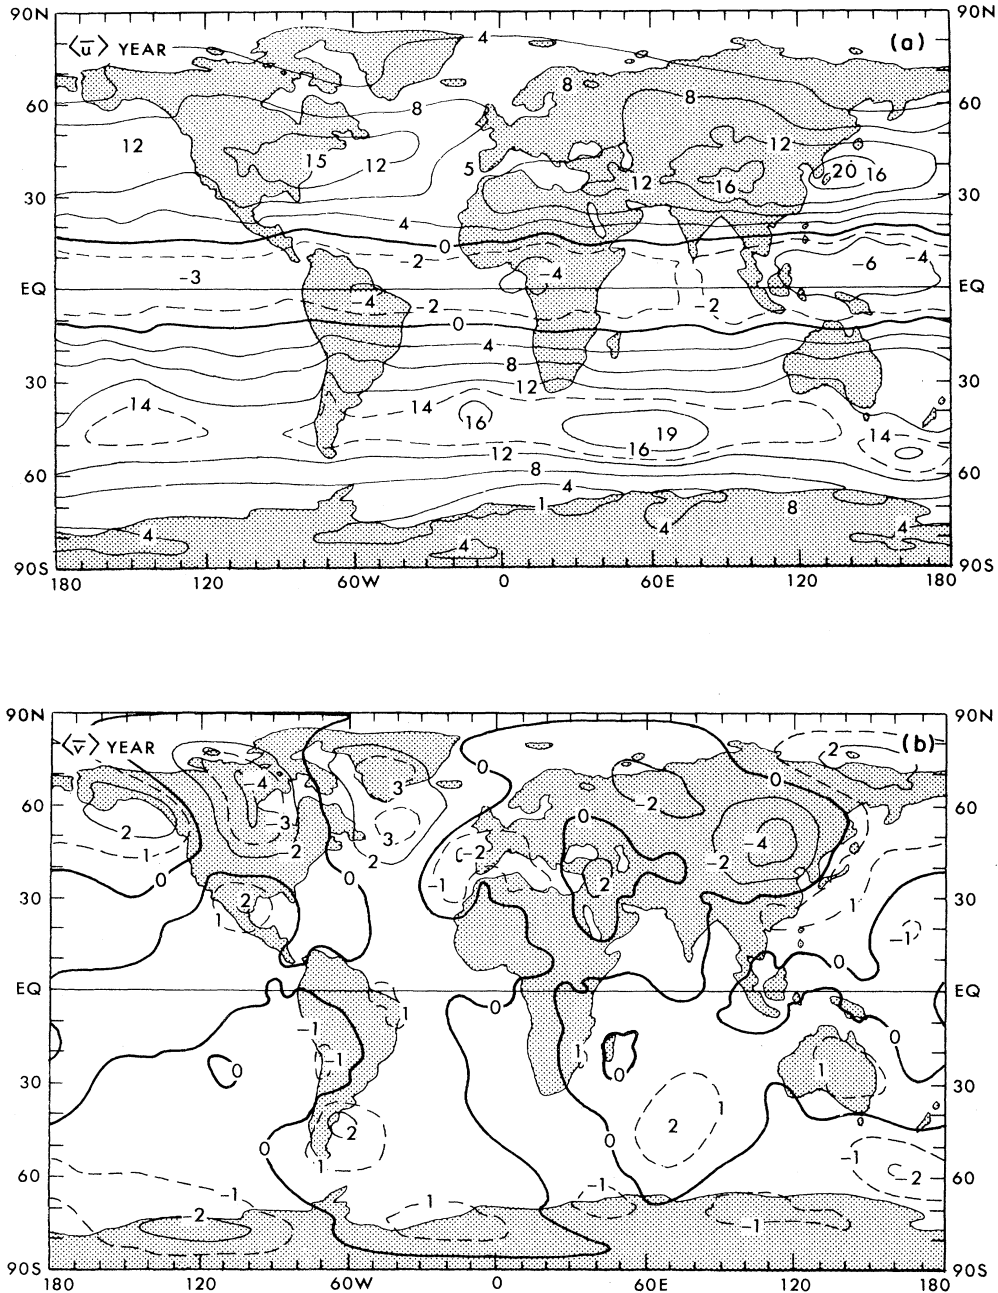 90N 90N
⟨u̅⟩ YEAR 4 (a)
8 8
60 8 60
12 15 12 5 12 12 16 20 16
30 4 30
0 -2 -4 -6 -4
-3
EQ EQ
-4 -2 -2
0
4
8
30 12 30
14 14 16 19 16 14
12
60 8 60
4
1 8
4 4 4 4
90S 90S
180 120 60W 0 60E 120 180
90N 90N
⟨v̅⟩ YEAR 2 (b)
0 0
-4 3 -2
60 0 60
2 -3 3 -4
1 2 2 -2 -2
0 0 -1 2
30 2 1 30
1 -1
0
EQ EQ
0
-1 1 0
-1 1 1
0 0
30 30
2 2 1
0 0
1 -1
60 -1 -1 -2 60
2 1 -1
90S 90S
180 120 60W 0 60E 120 180